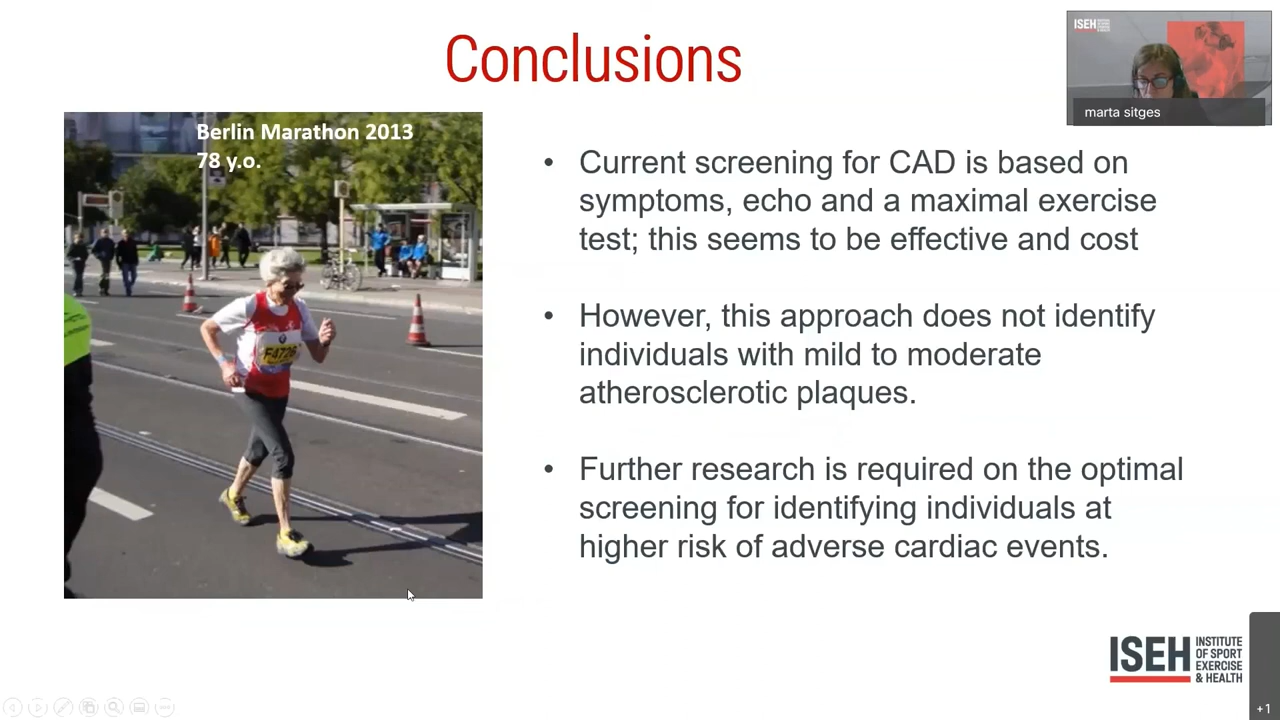 Conclusions
ISEH
marta sitges
Berlin Marathon 2013
78 y.o.
F4726
• Current screening for CAD is based on
symptoms, echo and a maximal exercise
test; this seems to be effective and cost
• However, this approach does not identify
individuals with mild to moderate
atherosclerotic plaques.
• Further research is required on the optimal
screening for identifying individuals at
higher risk of adverse cardiac events.
ISEH
INSTITUTE
OF SPORT
EXERCISE
& HEALTH
+1